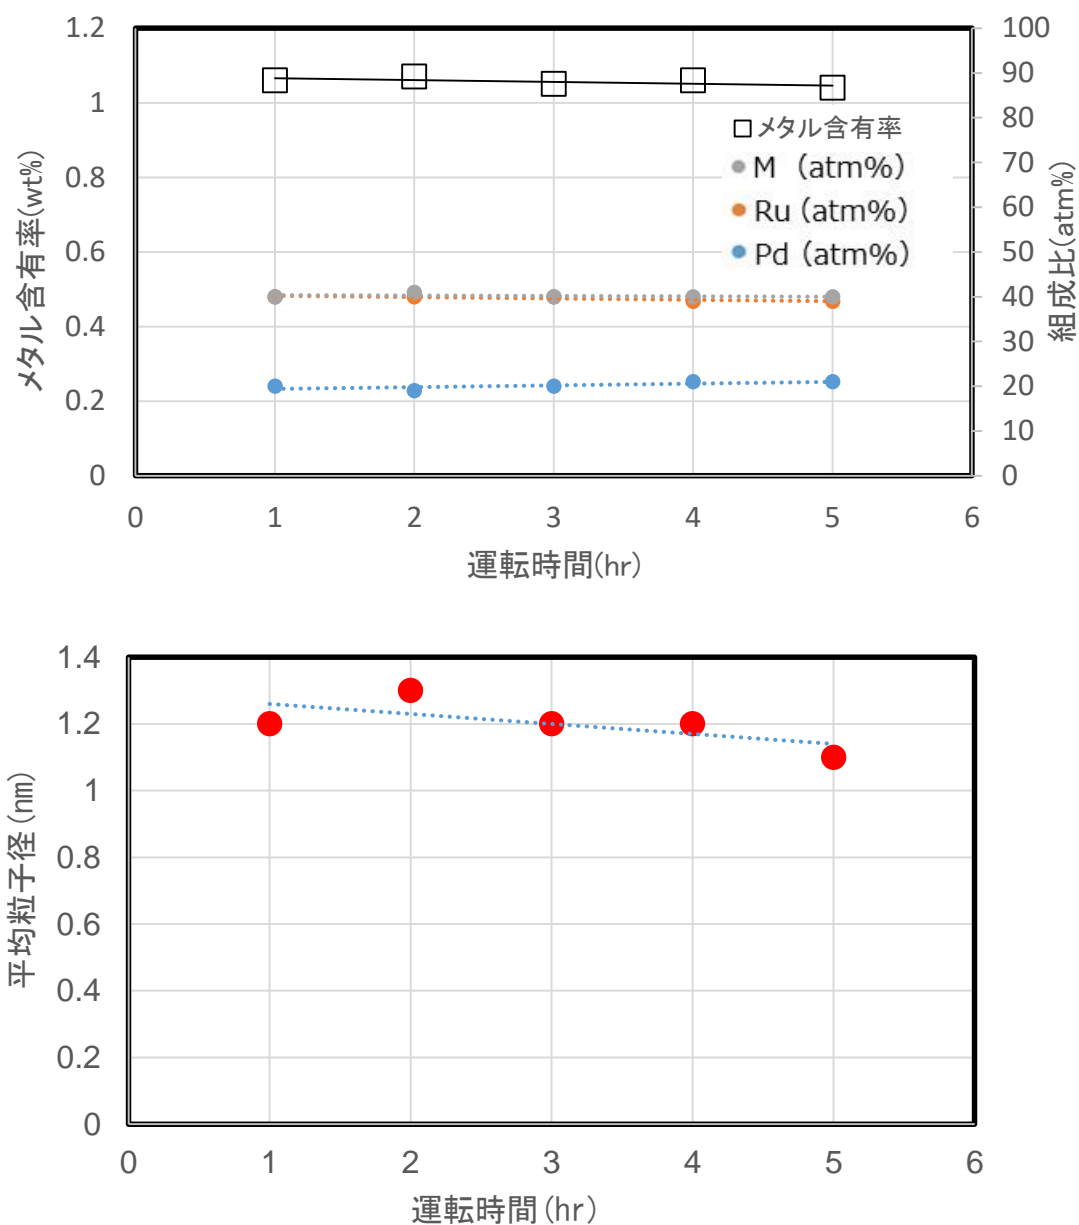 1.2
1
0.8
0.6
0.4
0.2
0
メタル含有率(wt%)
100
90
80
70
60
50
40
30
20
10
0
組成比(atm%)
メタル含有率
M （atm%）
Ru（atm%）
Pd（atm%）
0 1 2 3 4 5 6
運転時間(hr)
1.4
1.2
1
0.8
0.6
0.4
0.2
0
平均粒子径(㎚)
0 1 2 3 4 5 6
運転時間(hr)